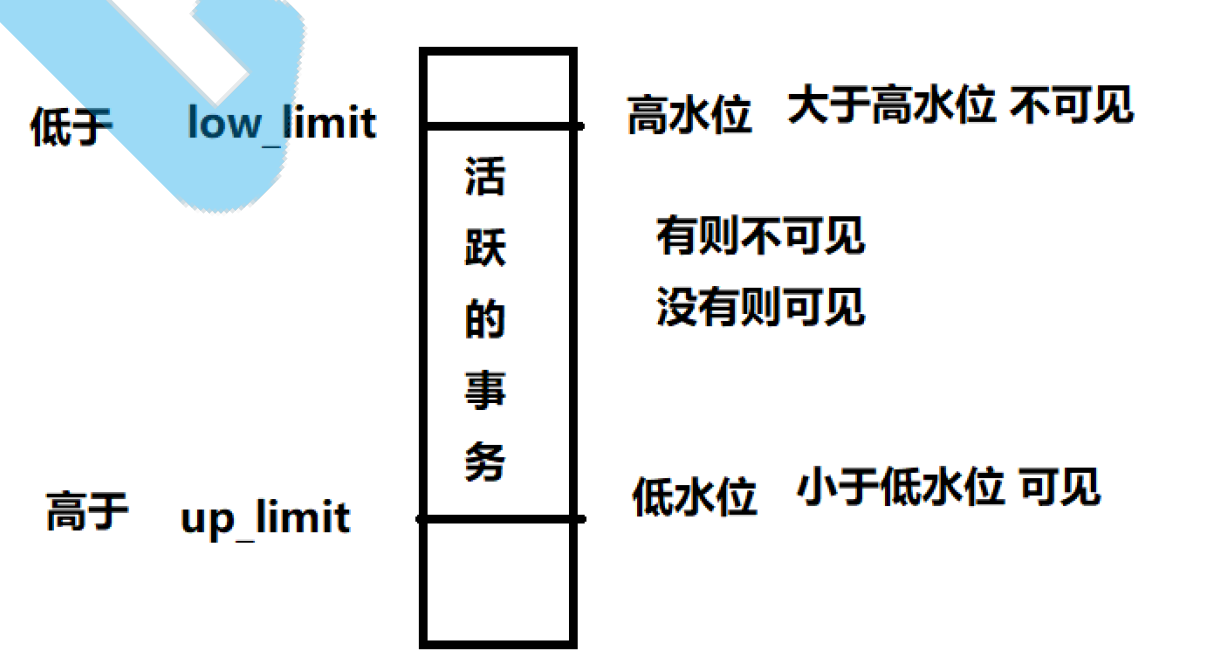 低于 low_limit
高水位 大于高水位 不可见
活跃的事务
有则不可见
没有则可见
高于 up_limit
低水位 小于低水位 可见